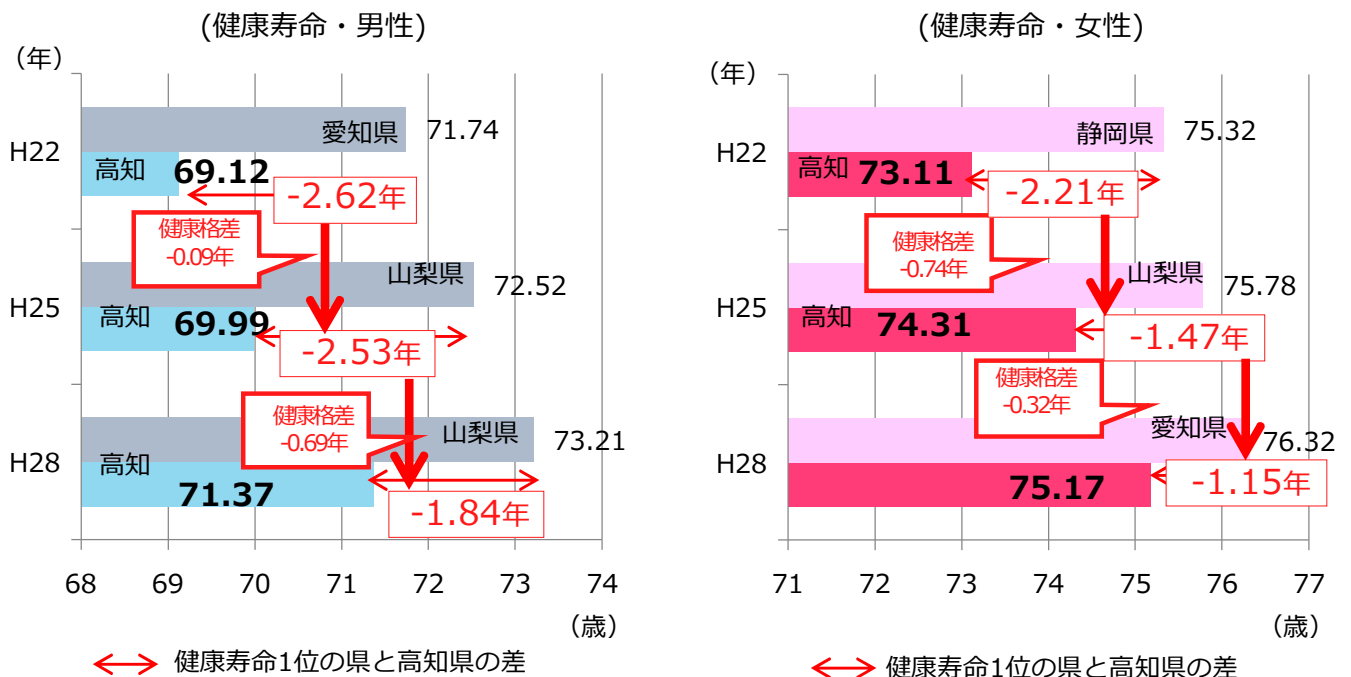 (健康寿命・男性)
（年）
H22
愛知県
71.74
高知
69.12
-2.62年
健康格差
-0.09年
H25
山梨県
72.52
高知
69.99
-2.53年
健康格差
-0.69年
H28
山梨県
73.21
高知
71.37
-1.84年
68 69 70 71 72 73 74
（歳）
健康寿命1位の県と高知県の差
(健康寿命・女性)
（年）
H22
静岡県
75.32
高知
73.11
-2.21年
健康格差
-0.74年
H25
山梨県
75.78
高知
74.31
-1.47年
健康格差
-0.32年
H28
愛知県
76.32
75.17
-1.15年
71 72 73 74 75 76 77
（歳）
健康寿命1位の県と高知県の差